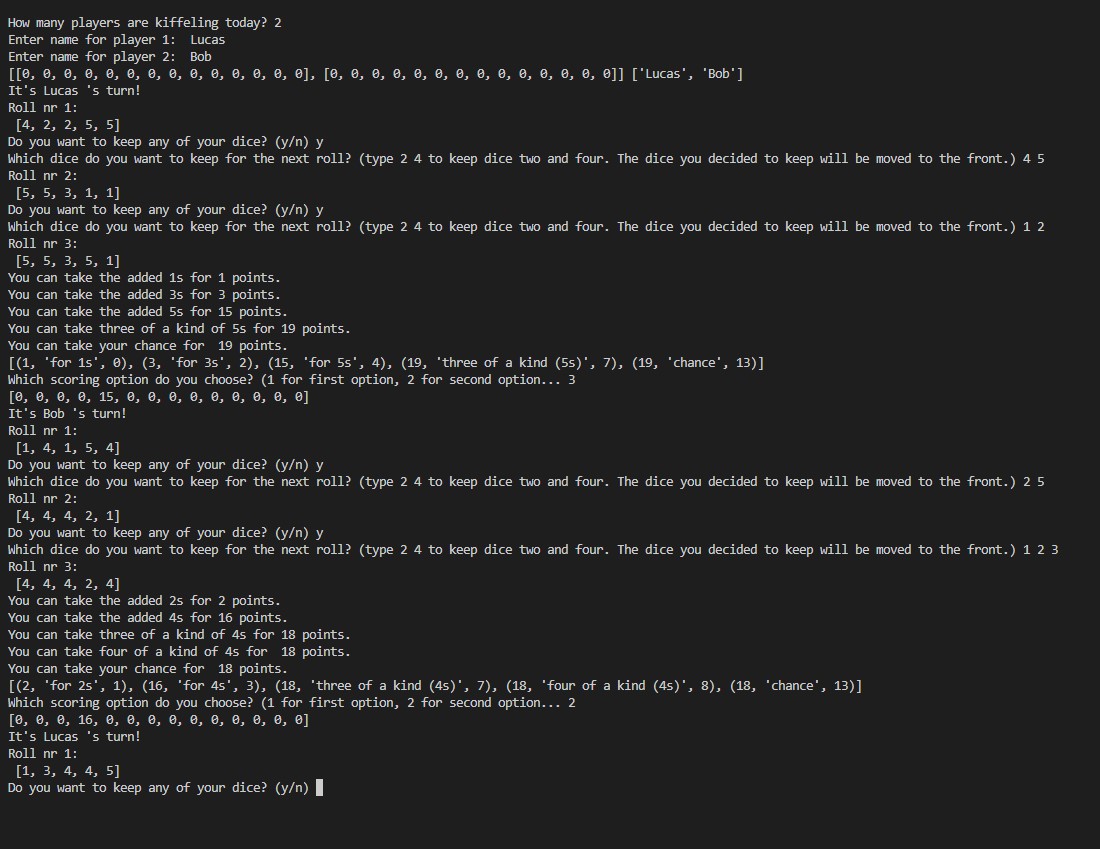 How many players are kiffeling today? 2
Enter name for player 1:  Lucas
Enter name for player 2:  Bob
[[0, 0, 0, 0, 0, 0, 0, 0, 0, 0, 0, 0, 0, 0], [0, 0, 0, 0, 0, 0, 0, 0, 0, 0, 0, 0, 0, 0]] ['Lucas', 'Bob']
It's Lucas 's turn!
Roll nr 1:
 [4, 2, 2, 5, 5]
Do you want to keep any of your dice? (y/n) y
Which dice do you want to keep for the next roll? (type 2 4 to keep dice two and four. The dice you decided to keep will be moved to the front.) 4 5
Roll nr 2:
 [5, 5, 3, 1, 1]
Do you want to keep any of your dice? (y/n) y
Which dice do you want to keep for the next roll? (type 2 4 to keep dice two and four. The dice you decided to keep will be moved to the front.) 1 2
Roll nr 3:
 [5, 5, 3, 5, 1]
You can take the added 1s for 1 points.
You can take the added 3s for 3 points.
You can take the added 5s for 15 points.
You can take three of a kind of 5s for 19 points.
You can take your chance for  19 points.
[(1, 'for 1s', 0), (3, 'for 3s', 2), (15, 'for 5s', 4), (19, 'three of a kind (5s)', 7), (19, 'chance', 13)]
Which scoring option do you choose? (1 for first option, 2 for second option... 3
[0, 0, 0, 0, 15, 0, 0, 0, 0, 0, 0, 0, 0, 0]
It's Bob 's turn!
Roll nr 1:
 [1, 4, 1, 5, 4]
Do you want to keep any of your dice? (y/n) y
Which dice do you want to keep for the next roll? (type 2 4 to keep dice two and four. The dice you decided to keep will be moved to the front.) 2 5
Roll nr 2:
 [4, 4, 4, 2, 1]
Do you want to keep any of your dice? (y/n) y
Which dice do you want to keep for the next roll? (type 2 4 to keep dice two and four. The dice you decided to keep will be moved to the front.) 1 2 3
Roll nr 3:
 [4, 4, 4, 2, 4]
You can take the added 2s for 2 points.
You can take the added 4s for 16 points.
You can take three of a kind of 4s for 18 points.
You can take four of a kind of 4s for  18 points.
You can take your chance for  18 points.
[(2, 'for 2s', 1), (16, 'for 4s', 3), (18, 'three of a kind (4s)', 7), (18, 'four of a kind (4s)', 8), (18, 'chance', 13)]
Which scoring option do you choose? (1 for first option, 2 for second option... 2
[0, 0, 0, 16, 0, 0, 0, 0, 0, 0, 0, 0, 0, 0]
It's Lucas 's turn!
Roll nr 1:
 [1, 3, 4, 4, 5]
Do you want to keep any of your dice? (y/n)